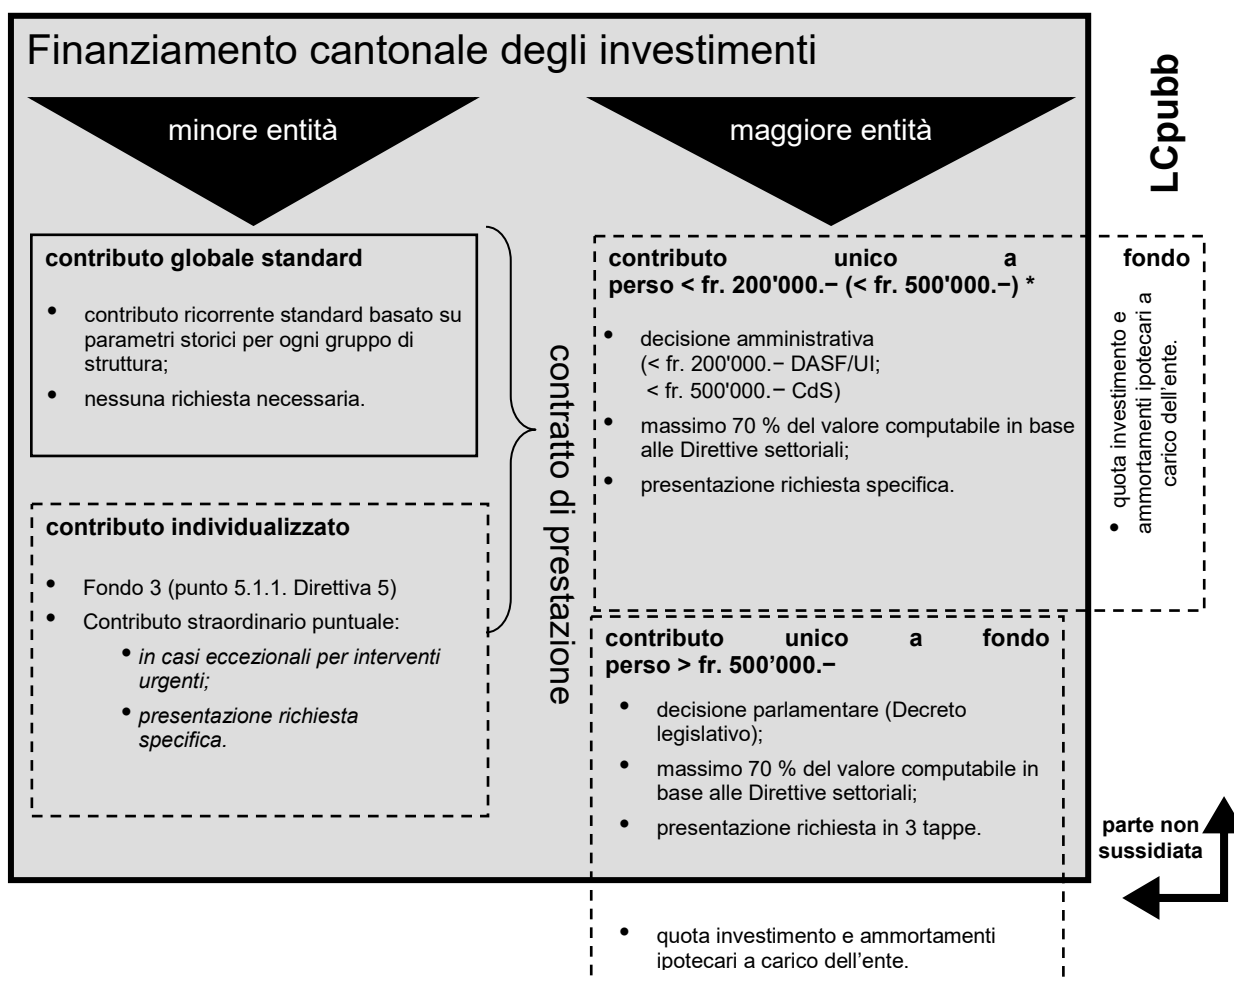 Finanziamento cantonale degli investimenti
minore entità
maggiore entità
LCpubb
contributo globale standard
• contributo ricorrente standard basato su
parametri storici per ogni gruppo di
struttura;
• nessuna richiesta necessaria.
contributo individualizzato
• Fondo 3 (punto 5.1.1. Direttiva 5)
• Contributo straordinario puntuale:
• in casi eccezionali per interventi
urgenti;
• presentazione richiesta
specifica.
contratto di prestazione
contributo unico a fondo
perso < fr. 200'000.– (< fr. 500'000.–) *
• decisione amministrativa
(< fr. 200'000.– DASF/UI;
< fr. 500'000.– CdS)
• massimo 70 % del valore computabile in base
alle Direttive settoriali;
• presentazione richiesta specifica.
• quota investimento e
ammortamenti ipotecari a
carico dell'ente.
contributo unico a fondo
perso > fr. 500’000.–
• decisione parlamentare (Decreto
legislativo);
• massimo 70 % del valore computabile in
base alle Direttive settoriali;
• presentazione richiesta in 3 tappe.
parte non
sussidiata
• quota investimento e ammortamenti
ipotecari a carico dell'ente.